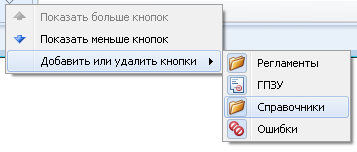 Показать больше кнопок
Показать меньше кнопок
Добавить или удалить кнопки
Регламенты
ГПЗУ
Справочники
Ошибки